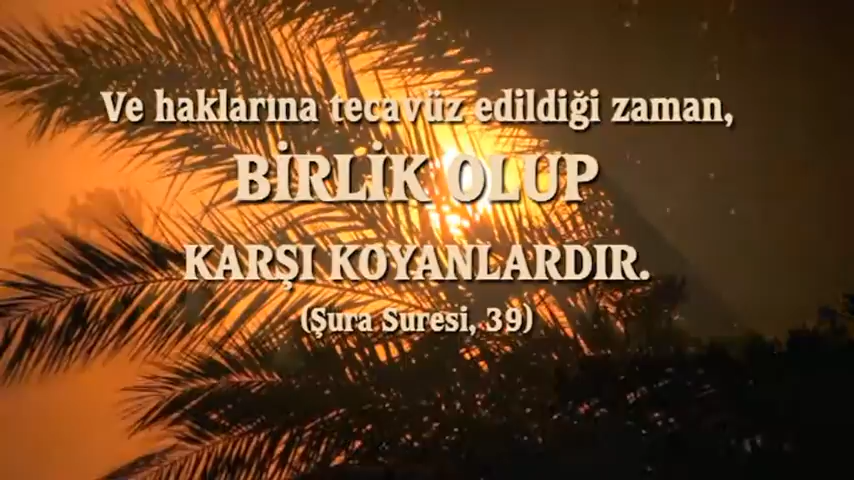 Ve haklarına tecavüz edildiği zaman,
BİRLİK OLUP
KARŞI KOYANLARDIR.
(Şura Suresi, 39)